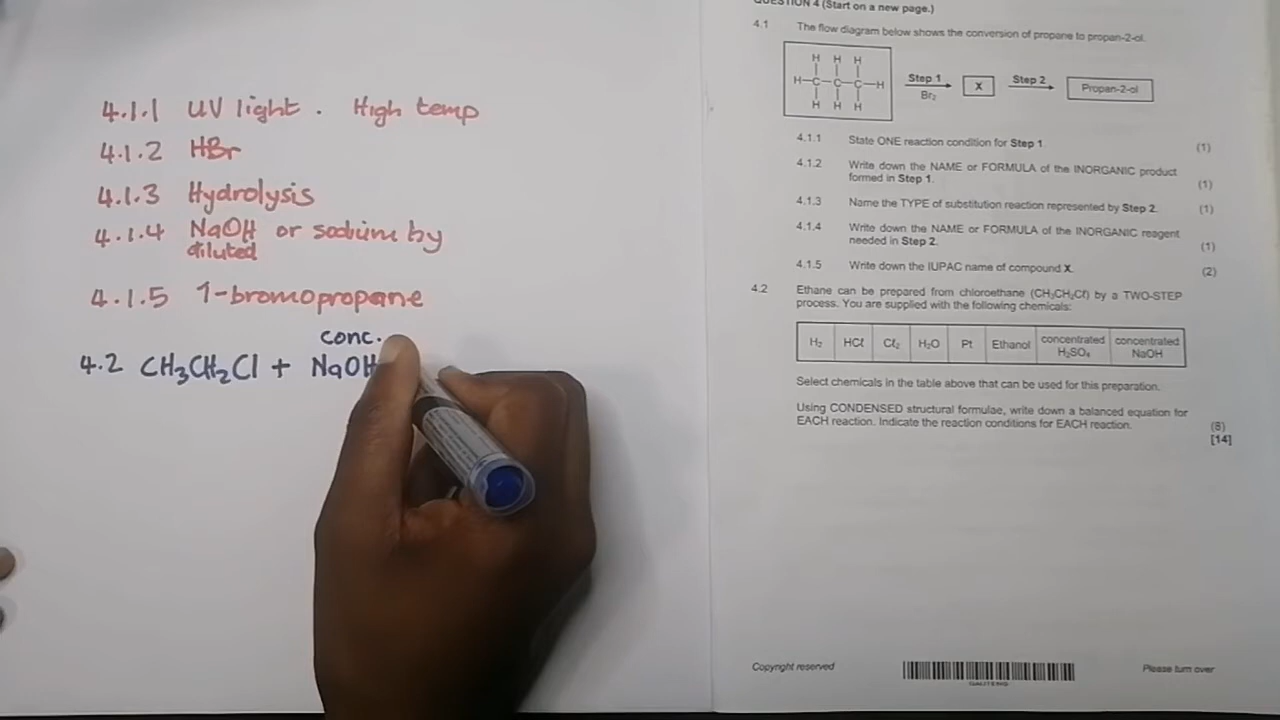 4.1.1 UV light . High temp
4.1.2 HBr
4.1.3 Hydrolysis
4.1.4 NaOH or sodium by
diluted
4.1.5 1-bromopropane
conc.
4.2 CH₃CH₂Cl + NaOH
QUESTION 4 (Start on a new page.)
4.1 The flow diagram below shows the conversion of propane to propan-2-ol.
H H H
H C C C H
H H H
Step 1
Br₂
X
Step 2
Propan-2-ol
4.1.1 State ONE reaction condition for Step 1. (1)
4.1.2 Write down the NAME or FORMULA of the INORGANIC product
formed in Step 1. (1)
4.1.3 Name the TYPE of substitution reaction represented by Step 2. (1)
4.1.4 Write down the NAME or FORMULA of the INORGANIC reagent
needed in Step 2. (1)
4.1.5 Write down the IUPAC name of compound X. (2)
4.2 Ethane can be prepared from chloroethane (CH₃CH₂Cℓ) by a TWO-STEP
process. You are supplied with the following chemicals:
H₂ HCℓ Cℓ₂ H₂O Pt Ethanol concentrated H₂SO₄ concentrated NaOH
Select chemicals in the table above that can be used for this preparation.
Using CONDENSED structural formulae, write down a balanced equation for
EACH reaction. Indicate the reaction conditions for EACH reaction. (8)
[14]
Copyright reserved
Please turn over